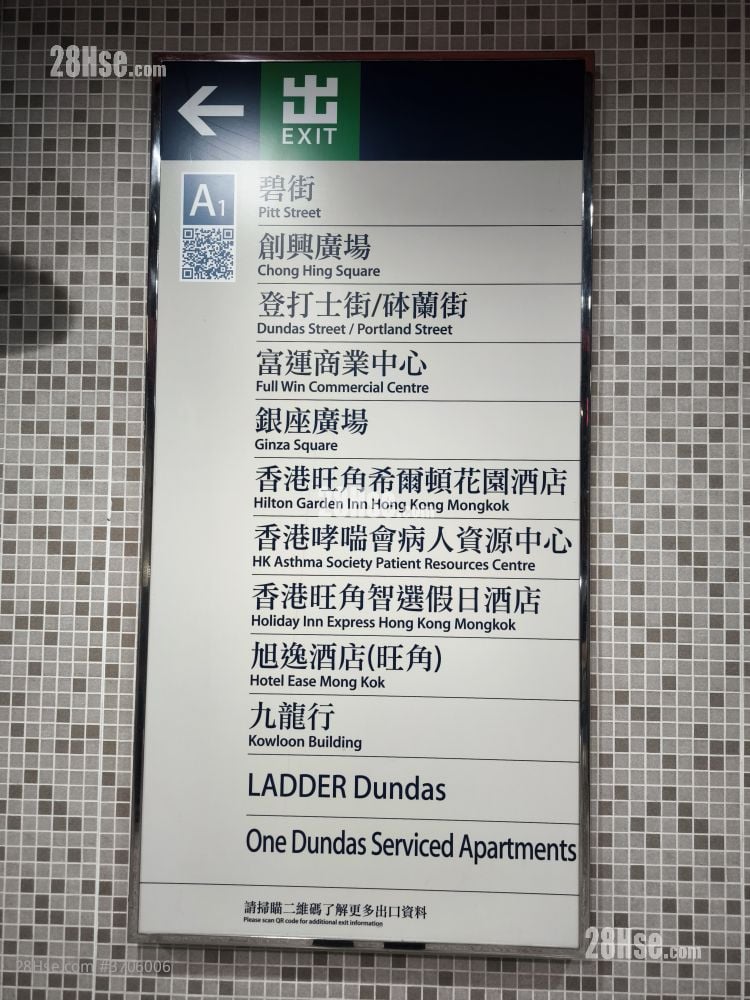 28Hse.com
出
EXIT
A1
碧街
Pitt Street
創興廣場
Chong Hing Square
登打士街/砵蘭街
Dundas Street / Portland Street
富運商業中心
Full Win Commercial Centre
銀座廣場
Ginza Square
香港旺角希爾頓花園酒店
Hilton Garden Inn Hong Kong Mongkok
28Hse.com
香港哮喘會病人資源中心
HK Asthma Society Patient Resources Centre
香港旺角智選假日酒店
Holiday Inn Express Hong Kong Mongkok
旭逸酒店(旺角)
Hotel Ease Mong Kok
九龍行
Kowloon Building
LADDER Dundas
One Dundas Serviced Apartments
請掃瞄二維碼了解更多出口資料
Please scan QR code for additional exit information
28Hse.com
28Hse.com #3706006